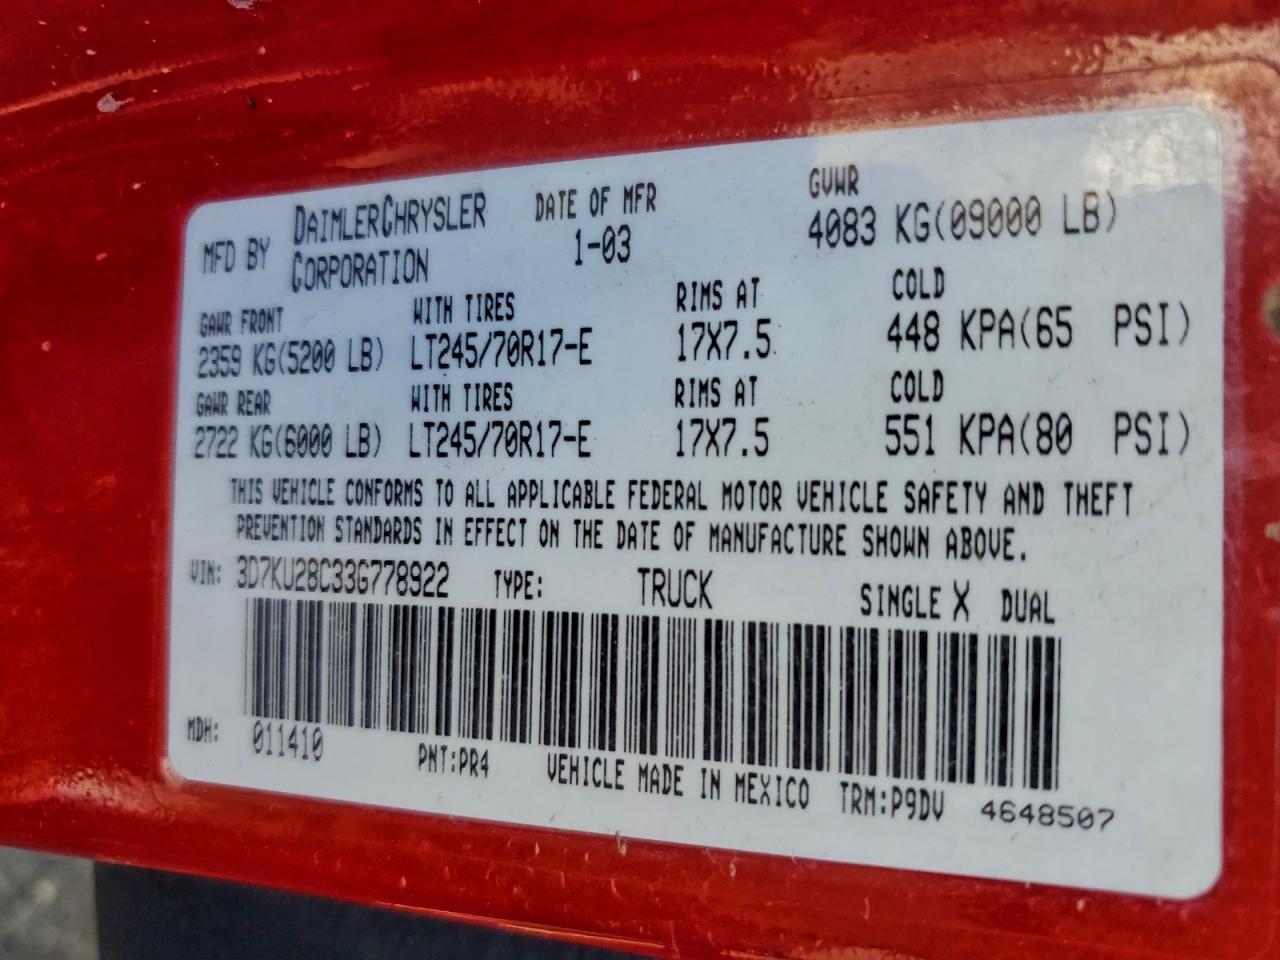 MFD BY DAIMLERCHRYSLER CORPORATION DATE OF MFR 1-03 GVWR 4083 KG(09000 LB)
GAWR FRONT WITH TIRES RIMS AT COLD
2359 KG(5200 LB) LT245/70R17-E 17X7.5 448 KPA(65 PSI)
GAWR REAR WITH TIRES RIMS AT COLD
2722 KG(6000 LB) LT245/70R17-E 17X7.5 551 KPA(80 PSI)
THIS VEHICLE CONFORMS TO ALL APPLICABLE FEDERAL MOTOR VEHICLE SAFETY AND THEFT
PREVENTION STANDARDS IN EFFECT ON THE DATE OF MANUFACTURE SHOWN ABOVE.
VIN: 3D7KU28C33G778922 TYPE: TRUCK SINGLE X DUAL
MDH: 011410 PNT:PR4 VEHICLE MADE IN MEXICO TRM:P9DV 4648507